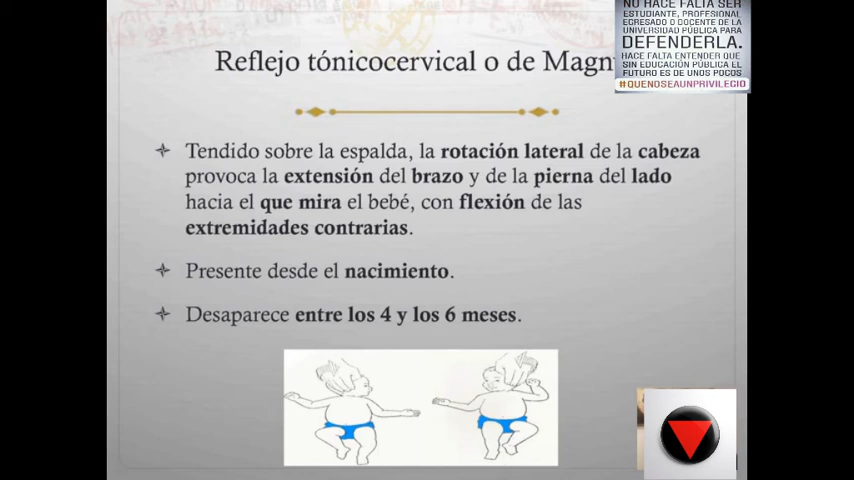 NO HACE FALTA SER
ESTUDIANTE, PROFESIONAL
EGRESADO O DOCENTE DE LA
UNIVERSIDAD PÚBLICA PARA
DEFENDERLA.
HACE FALTA ENTENDER QUE
SIN EDUCACIÓN PÚBLICA EL
FUTURO ES DE UNOS POCOS
#QUENOSEAUNPRIVILEGIO
Reflejo tónicocervical o de Magn
Tendido sobre la espalda, la rotación lateral de la cabeza
provoca la extensión del brazo y de la pierna del lado
hacia el que mira el bebé, con flexión de las
extremidades contrarias.
Presente desde el nacimiento.
Desaparece entre los 4 y los 6 meses.